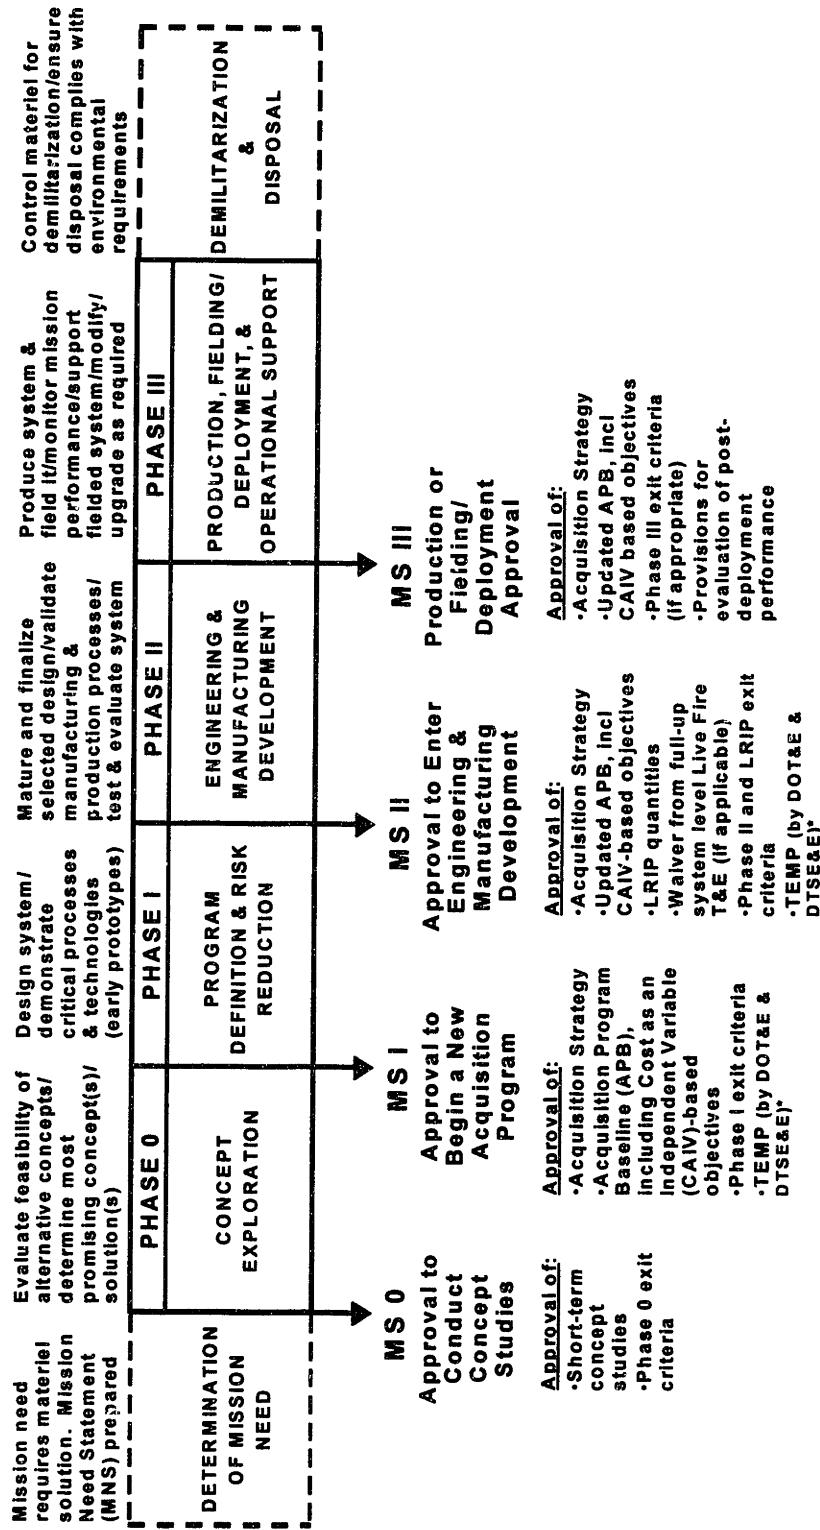 Mission need
requires materiel
solution. Mission
Need Statement
(MNS) prepared
Evaluate feasibility of
alternative concepts/
determine most
promising concept(s)/
solution(s)
Design system/
demonstrate
critical processes
& technologies
(early prototypes)
Mature and finalize
selected design/validate
manufacturing &
production processes/
test & evaluate system
Produce system &
field it/monitor mission
performance/support
fielded system/modify/
upgrade as required
Control materiel for
demilitarization/ensure
disposal complies with
environmental
requirements
PHASE 0
PHASE I
PHASE II
PHASE III
DETERMINATION
OF MISSION
NEED
CONCEPT
EXPLORATION
PROGRAM
DEFINITION & RISK
REDUCTION
ENGINEERING &
MANUFACTURING
DEVELOPMENT
PRODUCTION, FIELDING/
DEPLOYMENT, &
OPERATIONAL SUPPORT
DEMILITARIZATION
&
DISPOSAL
MS 0
Approval to
Conduct
Concept
Studies
Approval of:
•Short-term
concept
studies
•Phase 0 exit
criteria
MS I
Approval to
Begin a New
Acquisition
Program
Approval of:
•Acquisition Strategy
•Acquisition Program
Baseline (APB),
including Cost as an
Independent Variable
(CAIV)-based
objectives
•Phase I exit criteria
•TEMP (by DOT&E &
DTSE&E)*
MS II
Approval to Enter
Engineering &
Manufacturing
Development
Approval of:
•Acquisition Strategy
•Updated APB, incl
CAIV-based objectives
•LRIP quantities
•Waiver from full-up
system level Live Fire
T&E (if applicable)
•Phase II and LRIP exit
criteria
•TEMP (by DOT&E &
DTSE&E)*
MS III
Production or
Fielding/
Deployment
Approval
Approval of:
•Acquisition Strategy
•Updated APB, incl
CAIV based objectives
•Phase III exit criteria
(if appropriate)
•Provisions for
evaluation of post-
deployment
performance